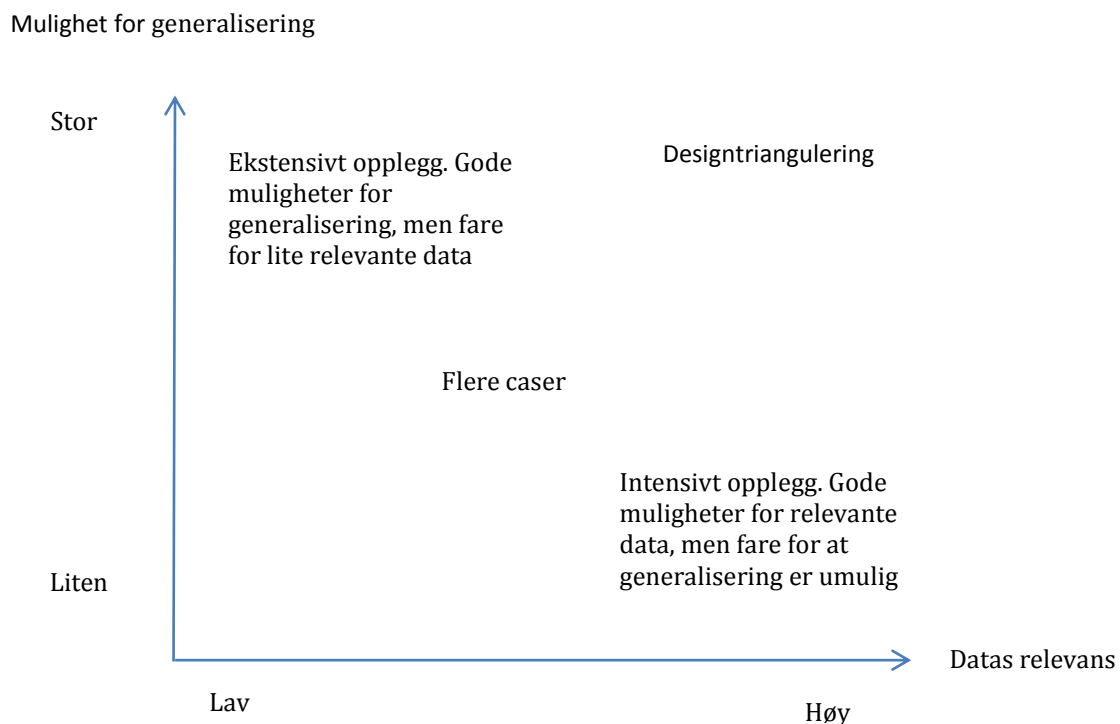 Mulighet for generalisering
Stor
Ekstensivt opplegg. Gode
muligheter for
generalisering, men fare
for lite relevante data
Designtriangulering
Flere caser
Intensivt opplegg. Gode
muligheter for relevante
data, men fare for at
generalisering er umulig
Liten
Datas relevans
Lav
Høy